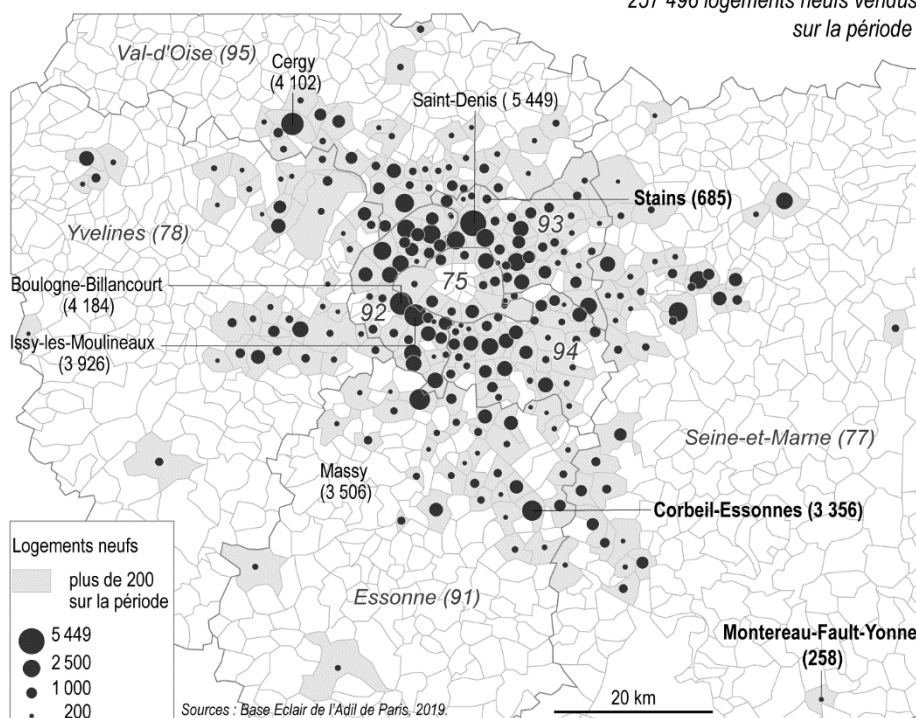 257 496 logements neufs vendus
sur la période
Val-d'Oise (95)
Cergy
(4 102)
Saint-Denis ( 5 449)
Stains (685)
93
Yvelines (78)
75
Boulogne-Billancourt
(4 184)
92
Issy-les-Moulineaux
(3 926)
94
Seine-et-Marne (77)
Massy
(3 506)
Corbeil-Essonnes (3 356)
Logements neufs
plus de 200
sur la période
Essonne (91)
5 449
2 500
1 000
200
Montereau-Fault-Yonne
(258)
20 km
Sources : Base Eclair de l'Adil de Paris, 2019.